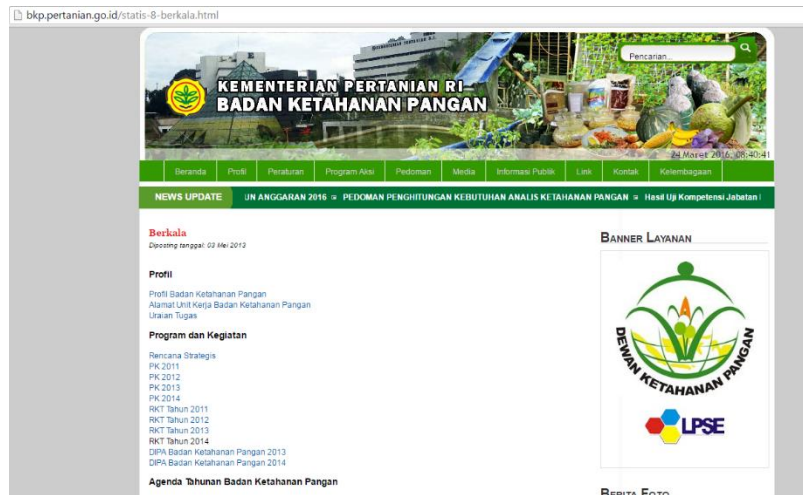 bkp.pertanian.go.id/statis-8-berkala.html
Pencarian...
KEMENTERIAN PERTANIAN RI
BADAN KETAHANAN PANGAN
24 Maret 2016, 08:40:41
Beranda Profil Peraturan Program Aksi Pedoman Media Informasi Publik Link Kontak Kelembagaan
NEWS UPDATE UN ANGGARAN 2016 PEDOMAN PENGHITUNGAN KEBUTUHAN ANALIS KETAHANAN PANGAN Hasil Uji Kompetensi Jabatan
Berkala
Diposting tanggal: 03 Mei 2013
Profil
Profil Badan Ketahanan Pangan
Alamat Unit Kerja Badan Ketahanan Pangan
Uraian Tugas
Program dan Kegiatan
Rencana Strategis
PK 2011
PK 2012
PK 2013
PK 2014
RKT Tahun 2011
RKT Tahun 2012
RKT Tahun 2013
RKT Tahun 2014
DIPA Badan Ketahanan Pangan 2013
DIPA Badan Ketahanan Pangan 2014
Agenda Tahunan Badan Ketahanan Pangan
BANNER LAYANAN
DEWAN KETAHANAN PANGAN
LPSE
BERITA FOTO